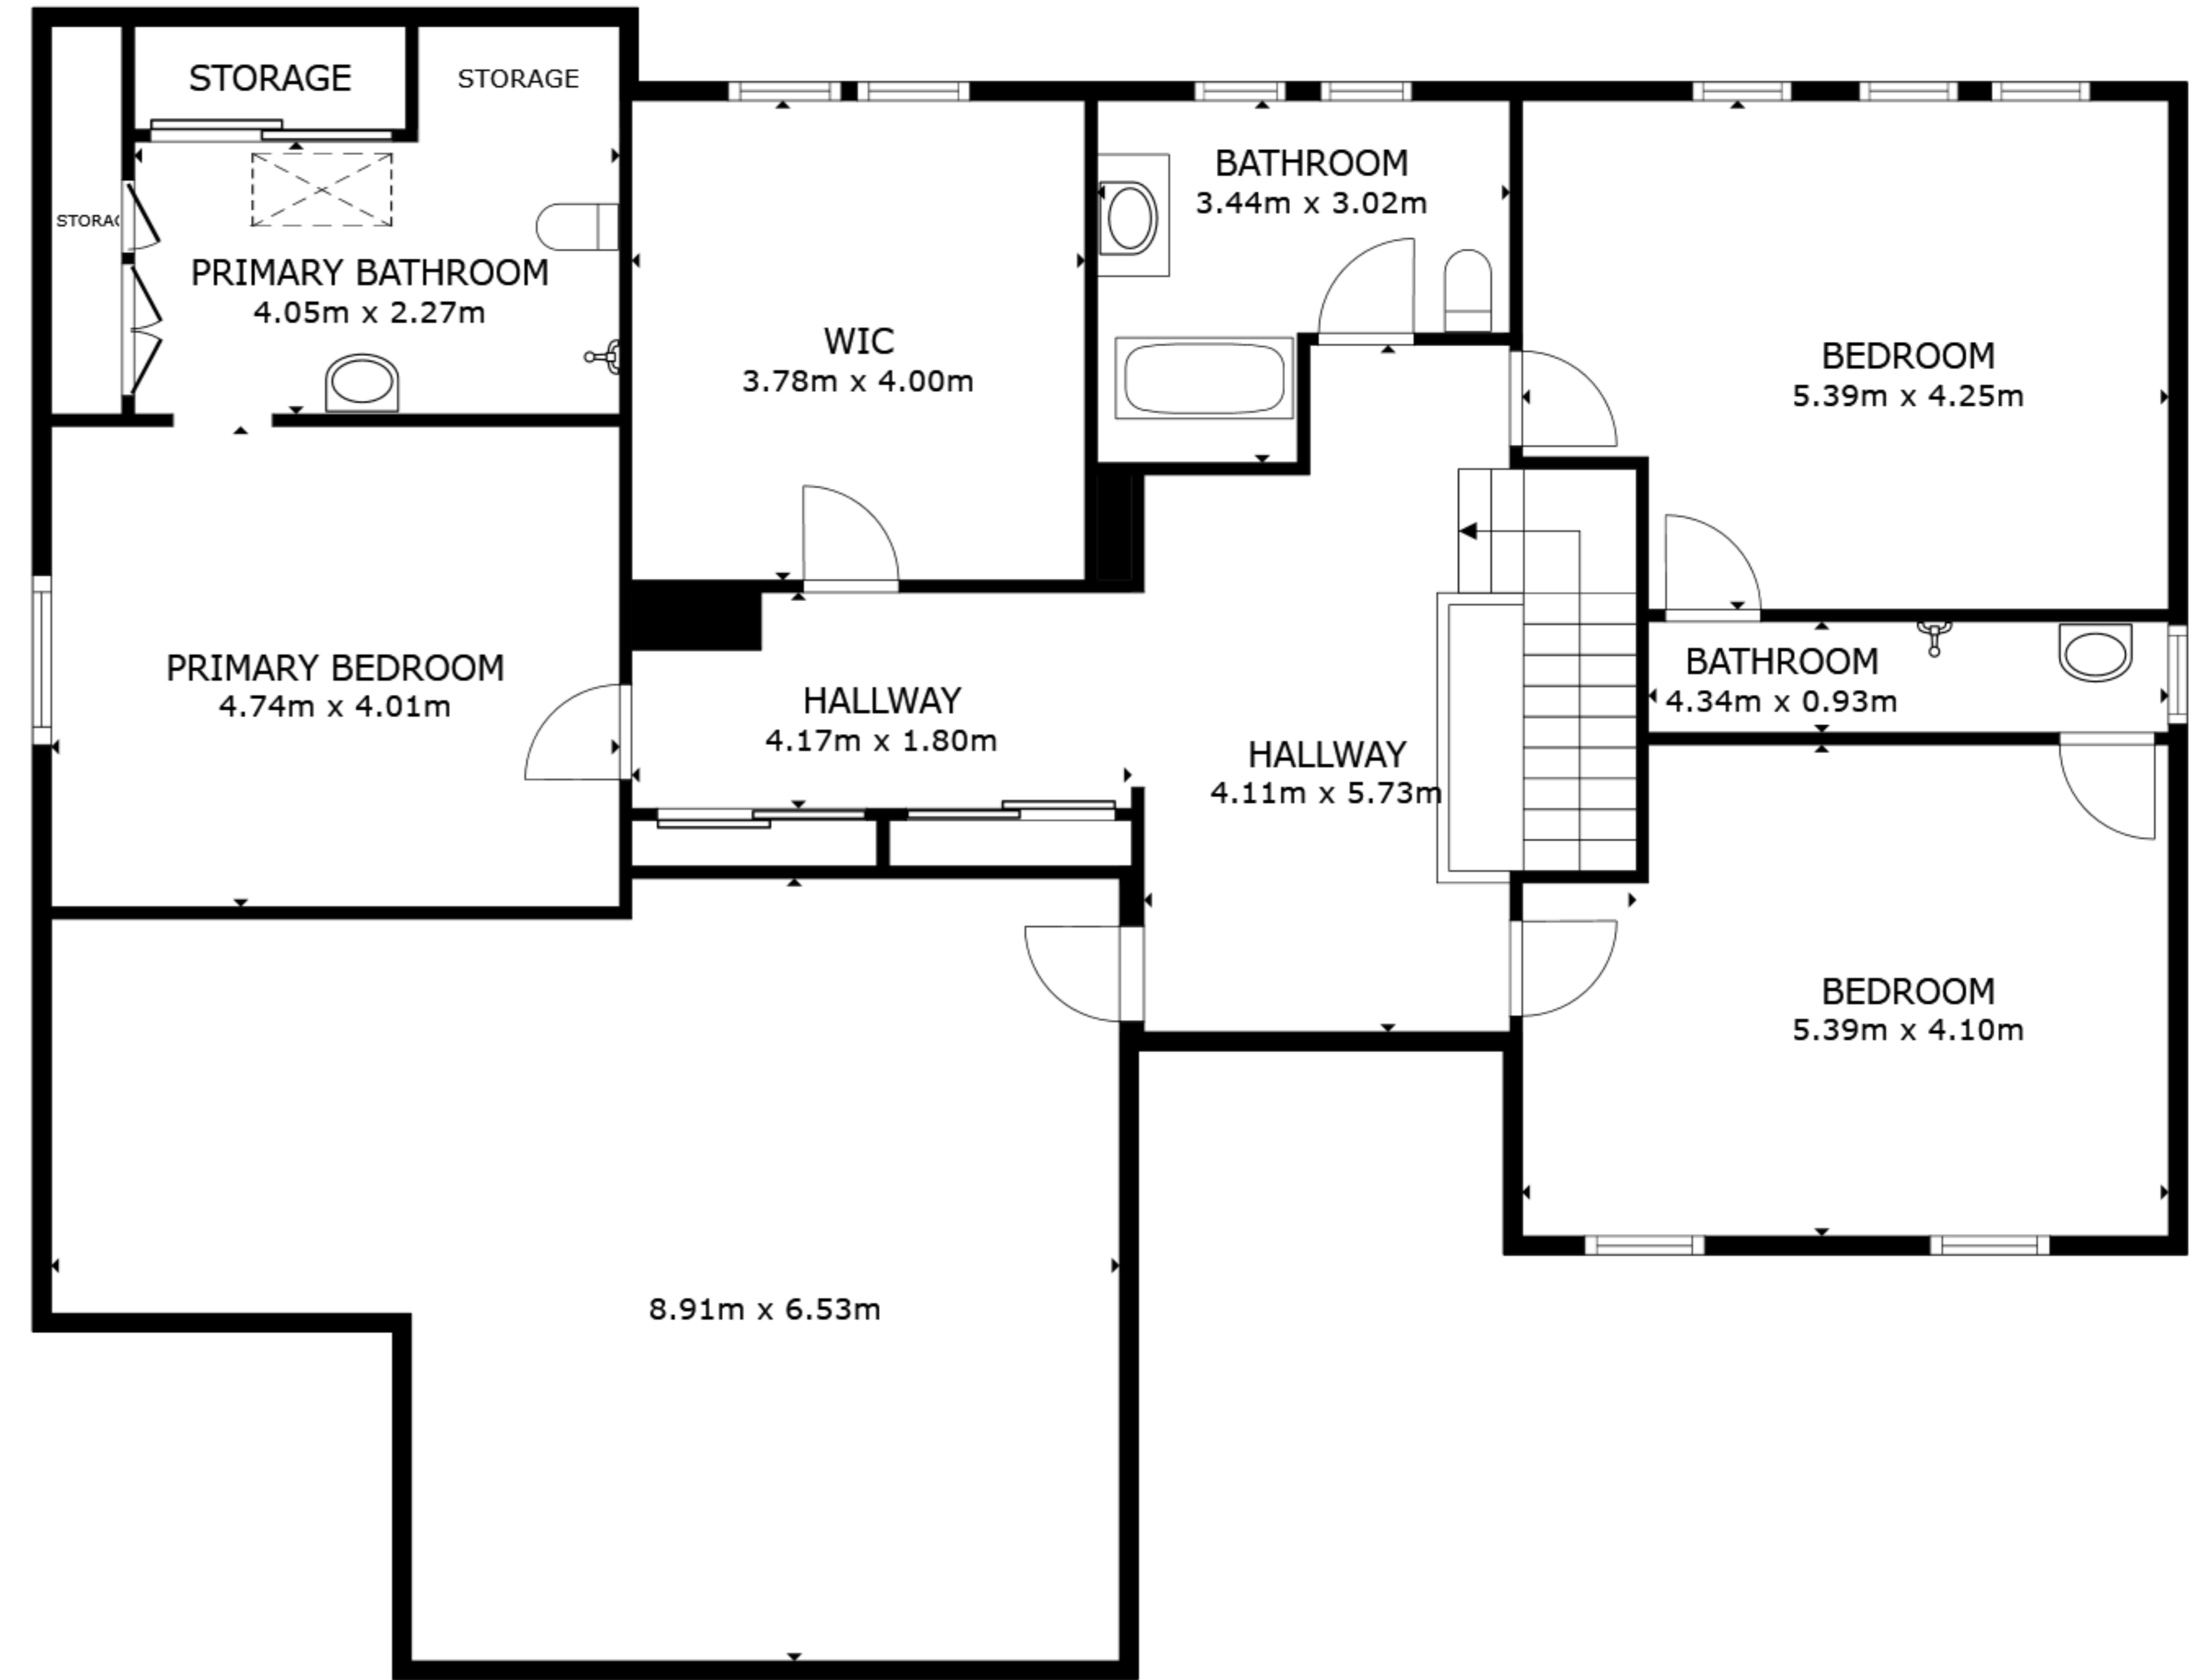 STORAGE
STORAGE
STORAG
PRIMARY BATHROOM
4.05m x 2.27m
WIC
3.78m x 4.00m
BATHROOM
3.44m x 3.02m
BEDROOM
5.39m x 4.25m
PRIMARY BEDROOM
4.74m x 4.01m
HALLWAY
4.17m x 1.80m
HALLWAY
4.11m x 5.73m
BATHROOM
4.34m x 0.93m
BEDROOM
5.39m x 4.10m
8.91m x 6.53m